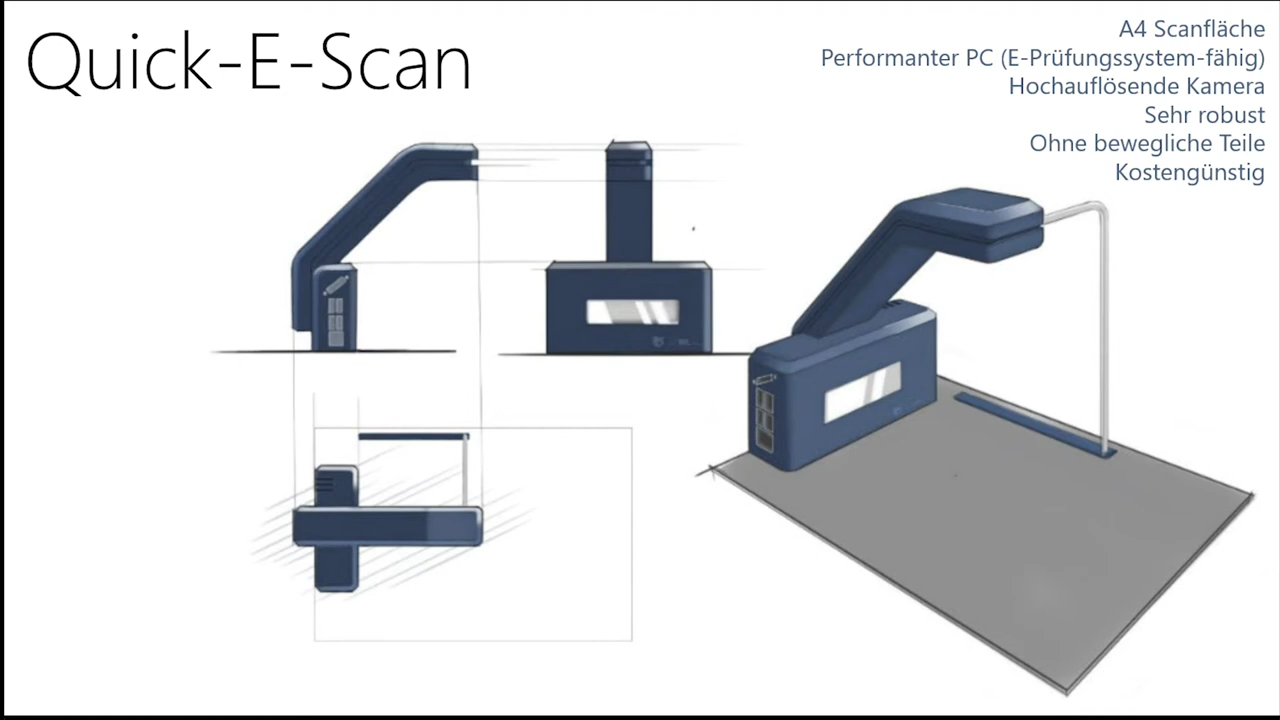 Quick-E-Scan
A4 Scanfläche
Performanter PC (E-Prüfungssystem-fähig)
Hochauflösende Kamera
Sehr robust
Ohne bewegliche Teile
Kostengünstig